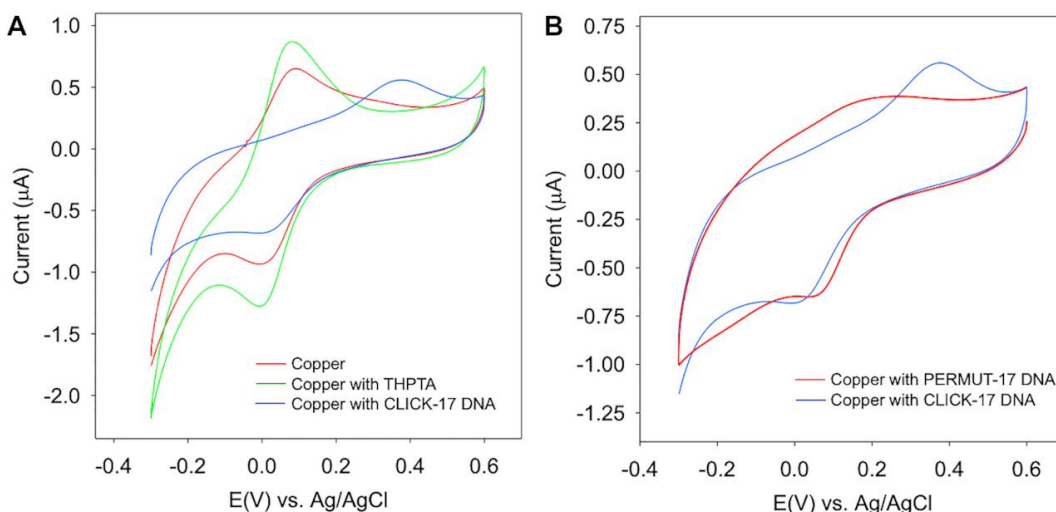 A
1.0
0.5
0.0
-0.5
-1.0
-1.5
-2.0
Current (μA)
Copper
Copper with THPTA
Copper with CLICK-17 DNA
-0.4 -0.2 0.0 0.2 0.4 0.6
E(V) vs. Ag/AgCl
B
0.75
0.50
0.25
0.00
-0.25
-0.50
-0.75
-1.00
-1.25
Current (μA)
Copper with PERMUT-17 DNA
Copper with CLICK-17 DNA
-0.4 -0.2 0.0 0.2 0.4 0.6
E(V) vs. Ag/AgCl